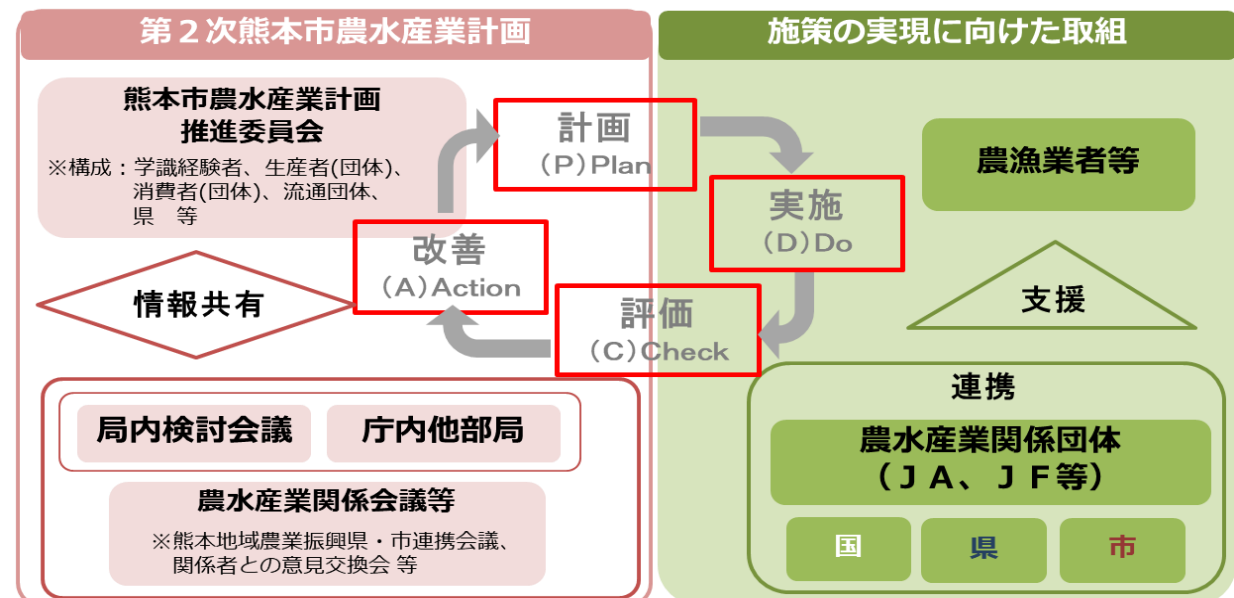 第２次熊本市農水産業計画
熊本市農水産業計画
推進委員会
※構成：学識経験者、生産者(団体)、
消費者(団体)、流通団体、
県　等
計画
(P)Plan
実施
(D)Do
評価
(C)Check
改善
(A)Action
情報共有
局内検討会議
庁内他部局
農水産業関係会議等
※熊本地域農業振興県・市連携会議、
関係者との意見交換会 等
施策の実現に向けた取組
農漁業者等
支援
連携
農水産業関係団体
（ＪＡ、ＪＦ等）
国
県
市